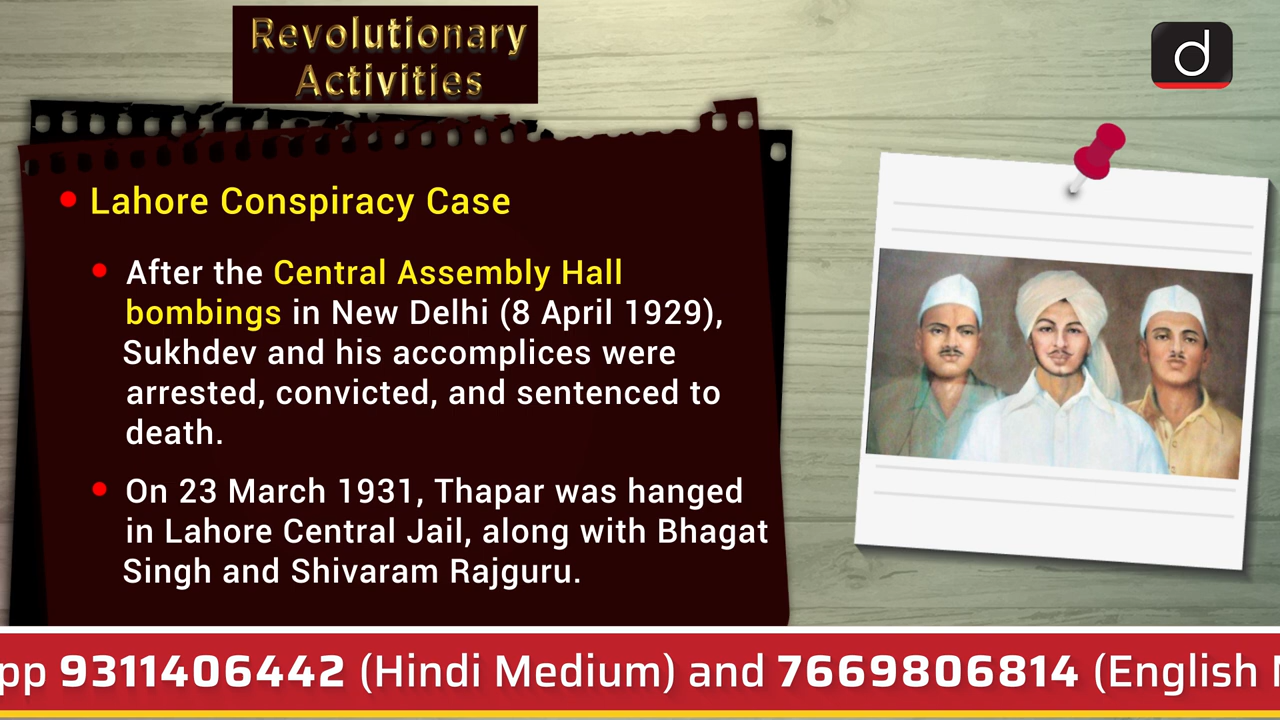 Revolutionary
Activities
d
Lahore Conspiracy Case
After the Central Assembly Hall
bombings in New Delhi (8 April 1929),
Sukhdev and his accomplices were
arrested, convicted, and sentenced to
death.
On 23 March 1931, Thapar was hanged
in Lahore Central Jail, along with Bhagat
Singh and Shivaram Rajguru.
pp 9311406442 (Hindi Medium) and 7669806814 (English